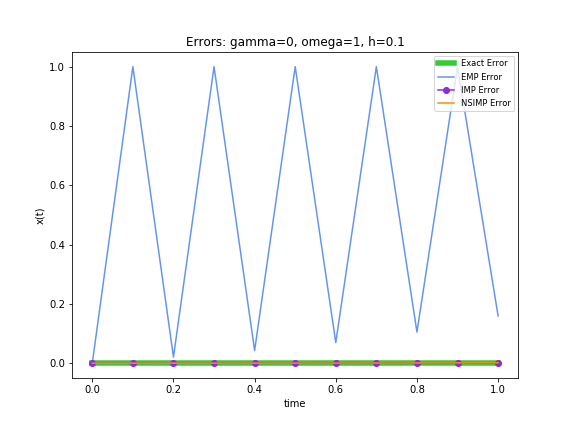 Errors: gamma=0, omega=1, h=0.1
Exact Error
EMP Error
IMP Error
NSIMP Error
1.0
0.8
0.6
0.4
0.2
0.0
x(t)
0.0 0.2 0.4 0.6 0.8 1.0
time